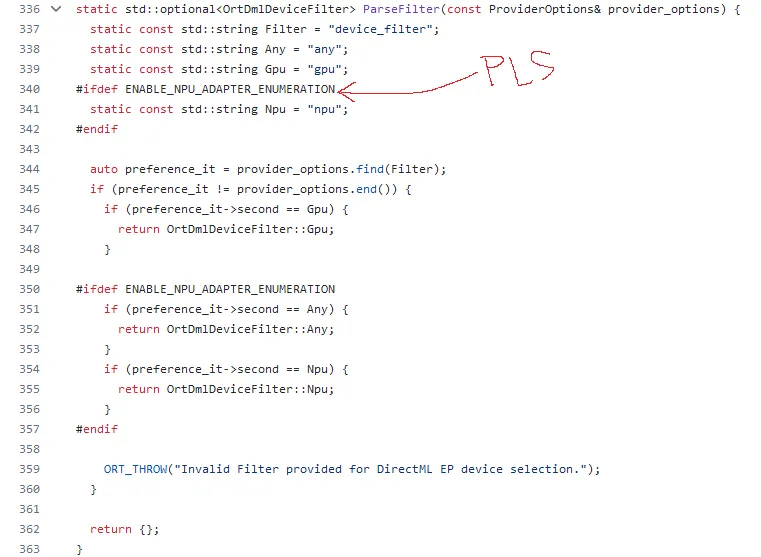 336 static std::optional<OrtDmlDeviceFilter> ParseFilter(const ProviderOptions& provider_options) {
337 static const std::string Filter = "device_filter";
338 static const std::string Any = "any";
339 static const std::string Gpu = "gpu";
PLS
340 #ifdef ENABLE_NPU_ADAPTER_ENUMERATION
341 static const std::string Npu = "npu";
342 #endif
343
344 auto preference_it = provider_options.find(Filter);
345 if (preference_it != provider_options.end()) {
346 if (preference_it->second == Gpu) {
347 return OrtDmlDeviceFilter::Gpu;
348 }
349
350 #ifdef ENABLE_NPU_ADAPTER_ENUMERATION
351 if (preference_it->second == Any) {
352 return OrtDmlDeviceFilter::Any;
353 }
354 if (preference_it->second == Npu) {
355 return OrtDmlDeviceFilter::Npu;
356 }
357 #endif
358
359 ORT_THROW("Invalid Filter provided for DirectML EP device selection.");
360 }
361
362 return {};
363 }